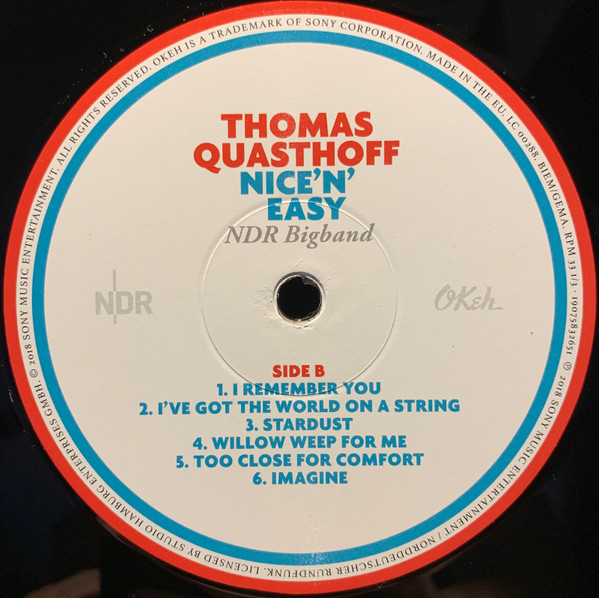 THOMAS
QUASTHOFF
NICE'N'
EASY
NDR Bigband
NDR
OKeh
SIDE B
1. I REMEMBER YOU
2. I'VE GOT THE WORLD ON A STRING
3. STARDUST
4. WILLOW WEEP FOR ME
5. TOO CLOSE FOR COMFORT
6. IMAGINE
℗ 2018 SONY MUSIC ENTERTAINMENT / NORDDEUTSCHER RUNDFUNK. LICENSED BY STUDIO HAMBURG ENTERPRISES GMBH. © 2018 SONY MUSIC ENTERTAINMENT. ALL RIGHTS RESERVED. OKEH IS A TRADEMARK OF SONY CORPORATION. MADE IN THE EU. LC 00288. BIEM/GEMA. RPM 33 1/3 · 19075832651